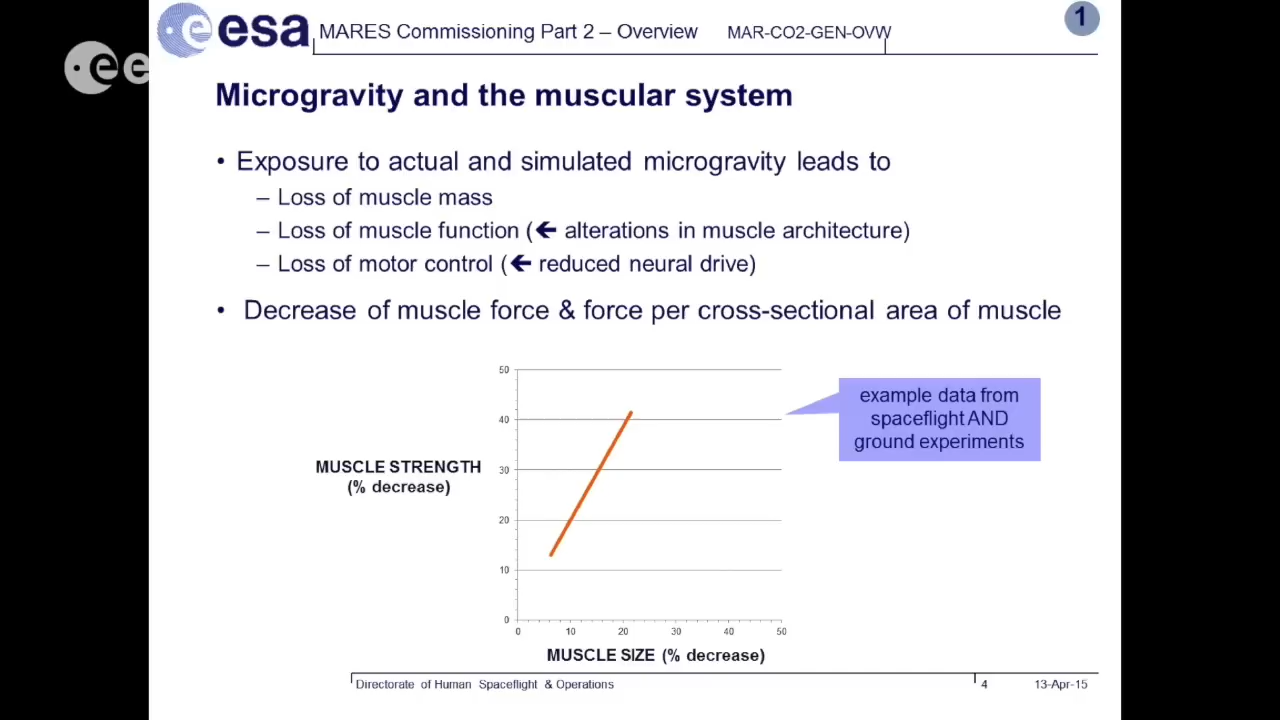 esa
MARES Commissioning Part 2 – Overview MAR-CO2-GEN-OVW
1
e
Microgravity and the muscular system
• Exposure to actual and simulated microgravity leads to
– Loss of muscle mass
– Loss of muscle function (🡸 alterations in muscle architecture)
– Loss of motor control (🡸 reduced neural drive)
• Decrease of muscle force & force per cross-sectional area of muscle
example data from
spaceflight AND
ground experiments
MUSCLE STRENGTH
(% decrease)
50
40
30
20
10
0
0 10 20 30 40 50
MUSCLE SIZE (% decrease)
Directorate of Human Spaceflight & Operations 4 13-Apr-15